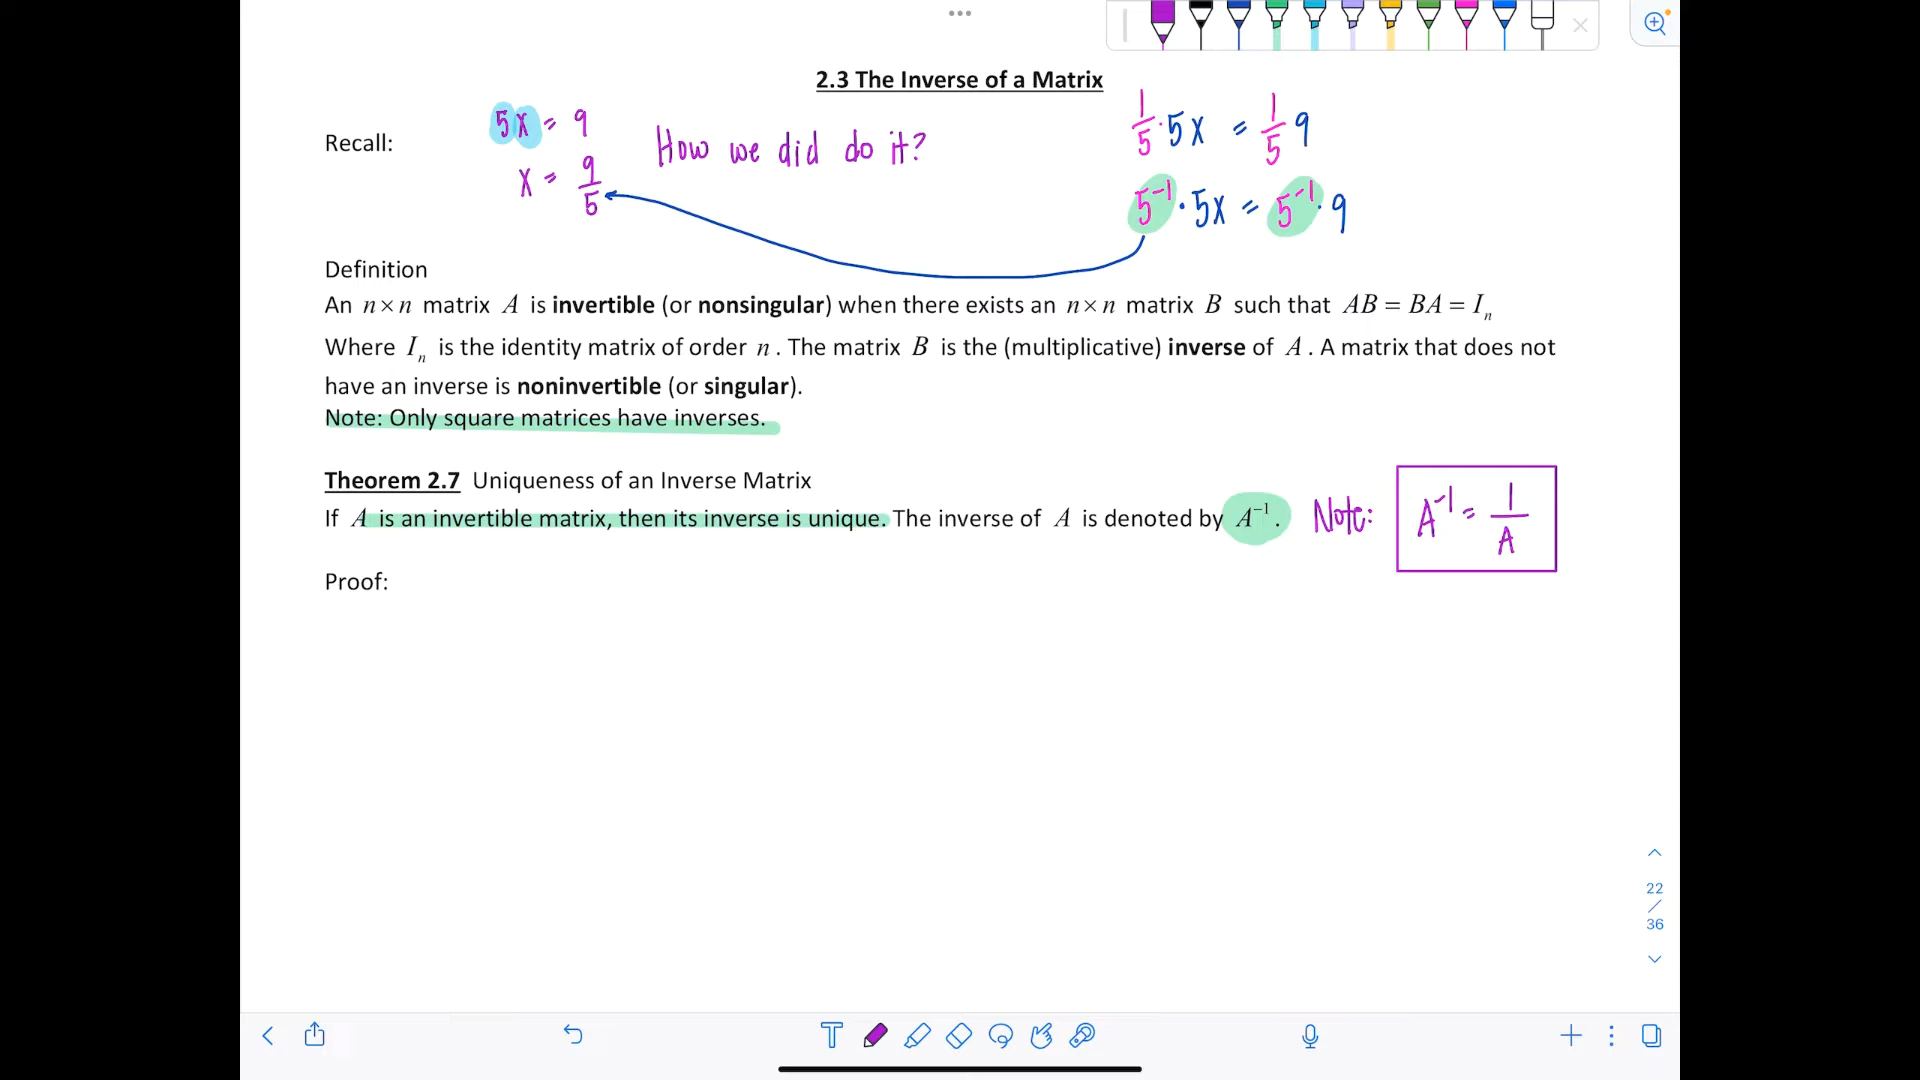 2.3 The Inverse of a Matrix
Recall:
5x = 9
x = 9/5
How we did do it?
1/5 · 5x = 1/5 9
5⁻¹ · 5x = 5⁻¹ · 9
Definition
An n×n matrix A is invertible (or nonsingular) when there exists an n×n matrix B such that AB = BA = Iₙ
Where Iₙ is the identity matrix of order n. The matrix B is the (multiplicative) inverse of A. A matrix that does not
have an inverse is noninvertible (or singular).
Note: Only square matrices have inverses.
Theorem 2.7 Uniqueness of an Inverse Matrix
If A is an invertible matrix, then its inverse is unique. The inverse of A is denoted by A⁻¹.
Note: A⁻¹ = 1/A
Proof:
22
/
36